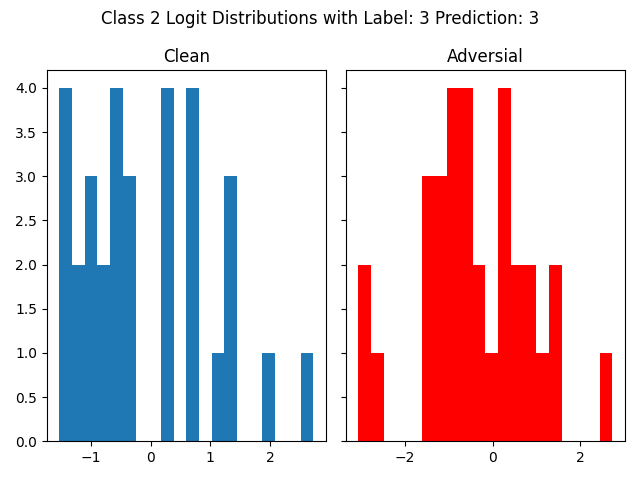 Class 2 Logit Distributions with Label: 3 Prediction: 3
Clean
Adversial
4.0
3.5
3.0
2.5
2.0
1.5
1.0
0.5
0.0
−1 0 1 2
−2 0 2